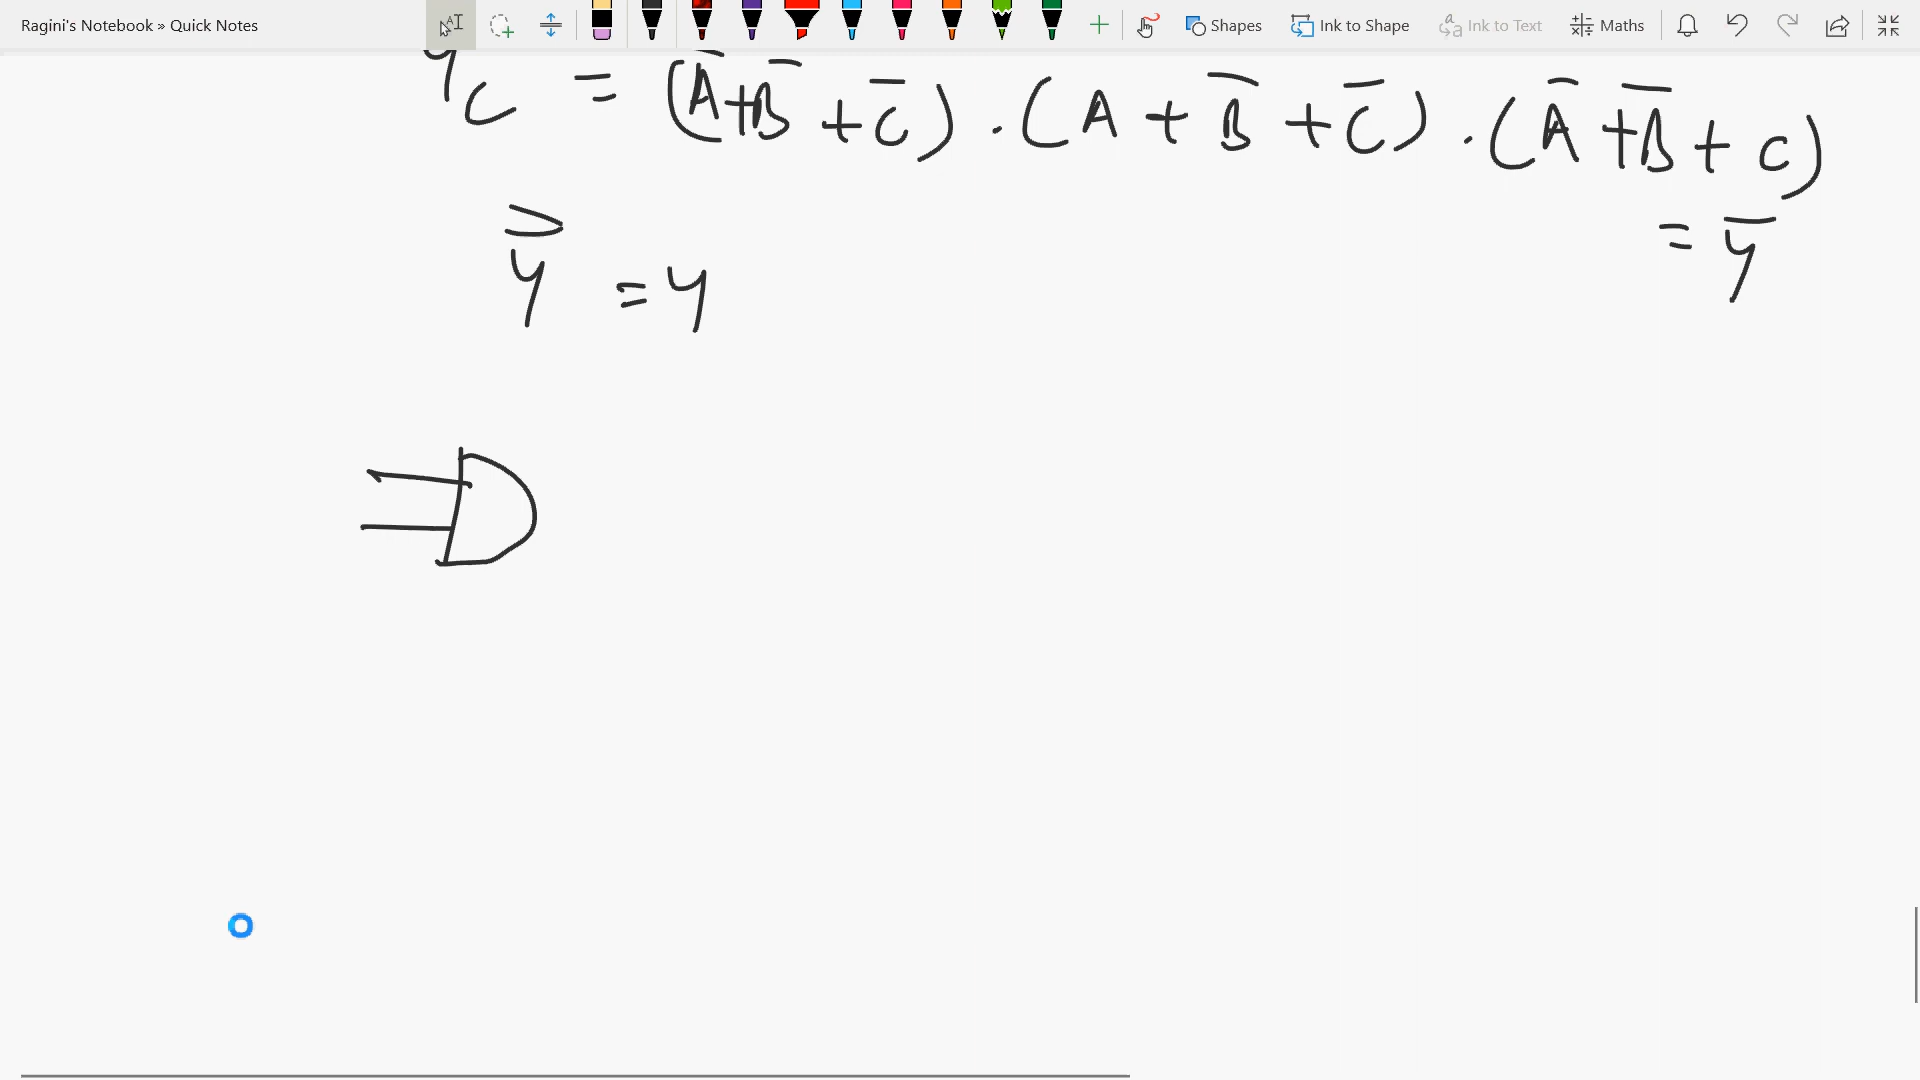 Ragini's Notebook » Quick Notes
Shapes
Ink to Shape
Ink to Text
Maths
y_C = (A̅+B̅+C̅).(A+B̅+C̅).(A̅+B̅+C)
= y̅
y̿ = y